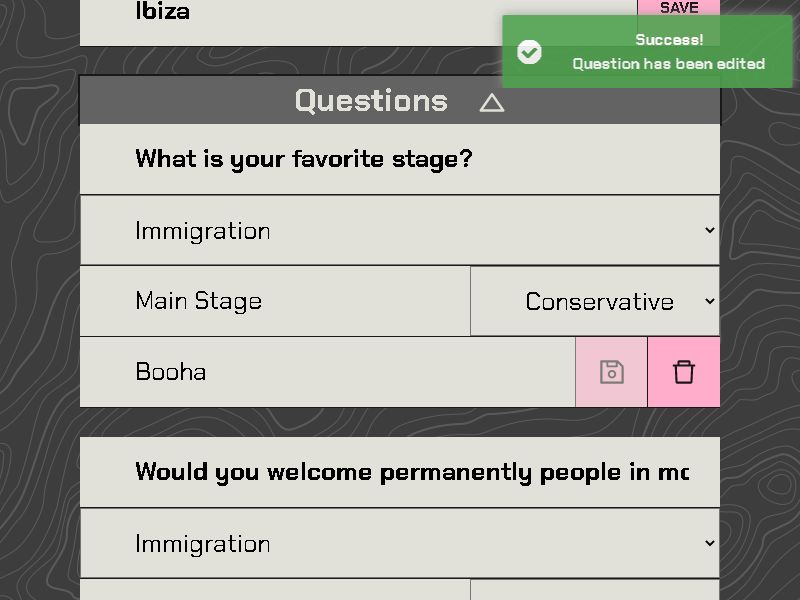 Ibiza
SAVE
Success!
Question has been edited
Questions
What is your favorite stage?
Immigration
Main Stage
Conservative
Booha
Would you welcome permanently people in
Immigration